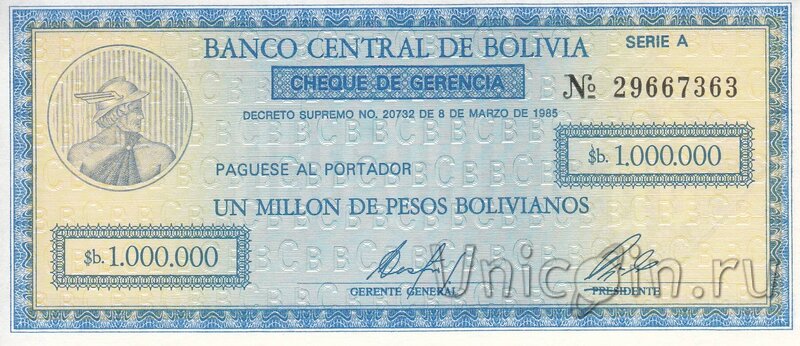 BANCO CENTRAL DE BOLIVIA
SERIE A
CHEQUE DE GERENCIA
№ 29667363
DECRETO SUPREMO NO. 20732 DE 8 DE MARZO DE 1985
PAGUESE AL PORTADOR
$b. 1.000.000
UN MILLON DE PESOS BOLIVIANOS
$b. 1.000.000
GERENTE GENERAL
PRESIDENTE
Unicoin.ru